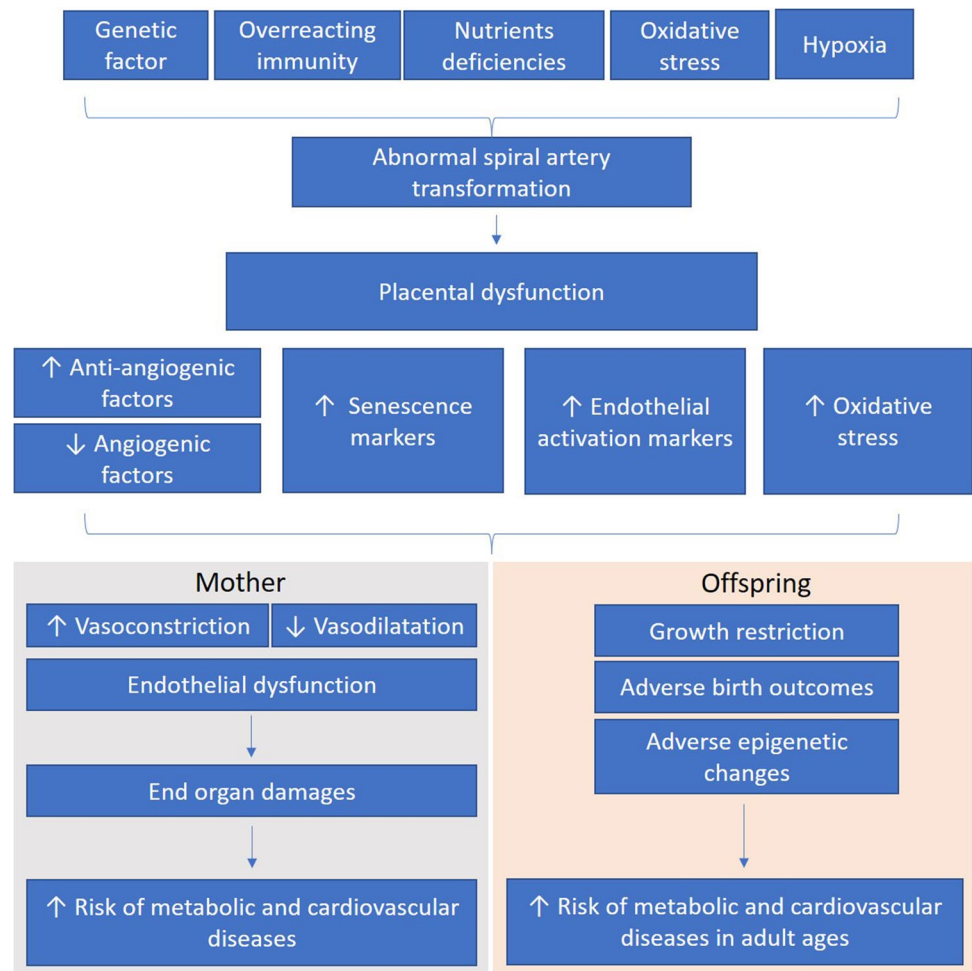 Genetic
factor
Overreacting
immunity
Nutrients
deficiencies
Oxidative
stress
Hypoxia
Abnormal spiral artery
transformation
Placental dysfunction
↑ Anti-angiogenic
factors
↓ Angiogenic
factors
↑ Senescence
markers
↑ Endothelial
activation markers
↑ Oxidative
stress
Mother
↑ Vasoconstriction
↓ Vasodilatation
Endothelial dysfunction
End organ damages
↑ Risk of metabolic and cardiovascular
diseases
Offspring
Growth restriction
Adverse birth outcomes
Adverse epigenetic
changes
↑ Risk of metabolic and cardiovascular
diseases in adult ages